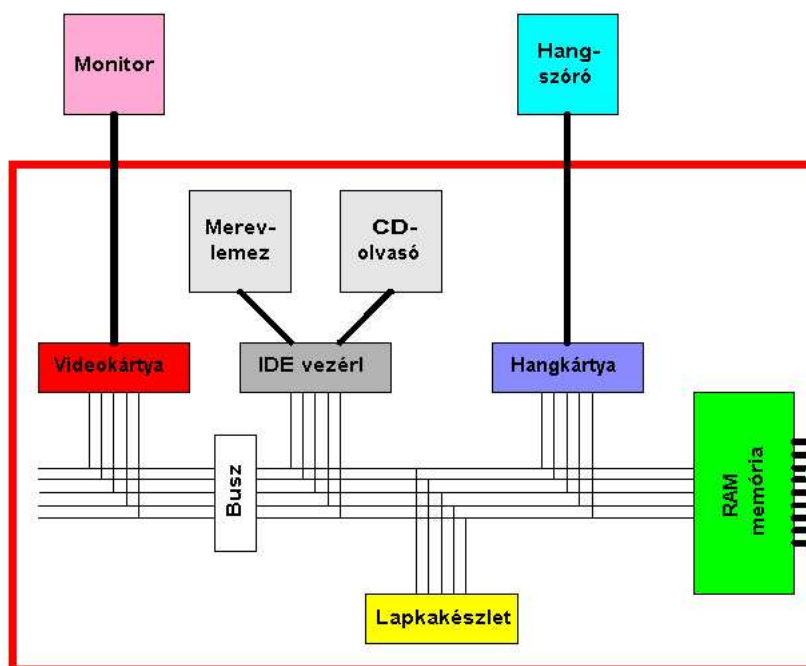 Monitor
Hang-
szóró
Merev-
lemez
CD-
olvasó
Videokártya
IDE vezérl
Hangkártya
Busz
RAM
memória
Lapkakészlet